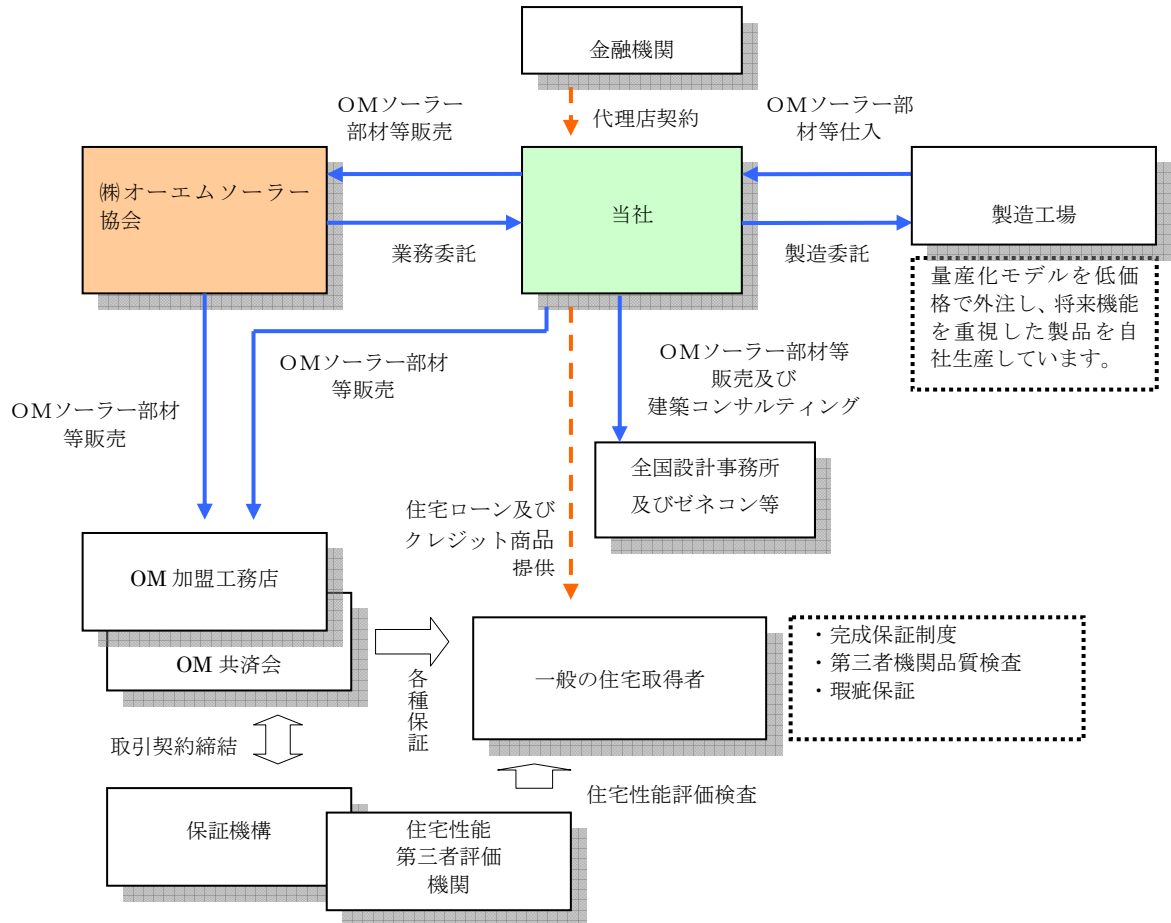 金融機関
ＯＭソーラー
部材等販売
代理店契約
ＯＭソーラー部
材等仕入
㈱オーエムソーラー
協会
当社
製造工場
業務委託
製造委託
量産化モデルを低価
格で外注し、将来機能
を重視した製品を自
社生産しています。
ＯＭソーラー部材
等販売
ＯＭソーラー部材
等販売
ＯＭソーラー部材等
販売及び
建築コンサルティング
全国設計事務所
及びゼネコン等
住宅ローン及び
クレジット商品
提供
OM 加盟工務店
OM 共済会
各種保証
一般の住宅取得者
・完成保証制度
・第三者機関品質検査
・瑕疵保証
取引契約締結
住宅性能評価検査
保証機構
住宅性能
第三者評価
機関